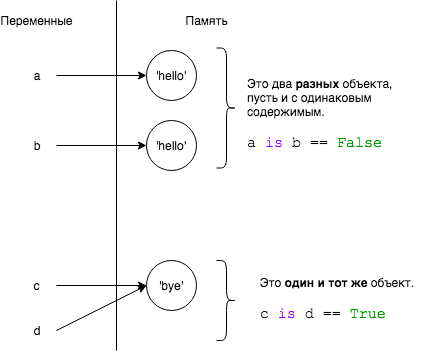 Переменные
Память
a
'hello'
b
'hello'
Это два разных объекта,
пусть и с одинаковым
содержимым.
a is b == False
c
'bye'
d
Это один и тот же объект.
c is d == True